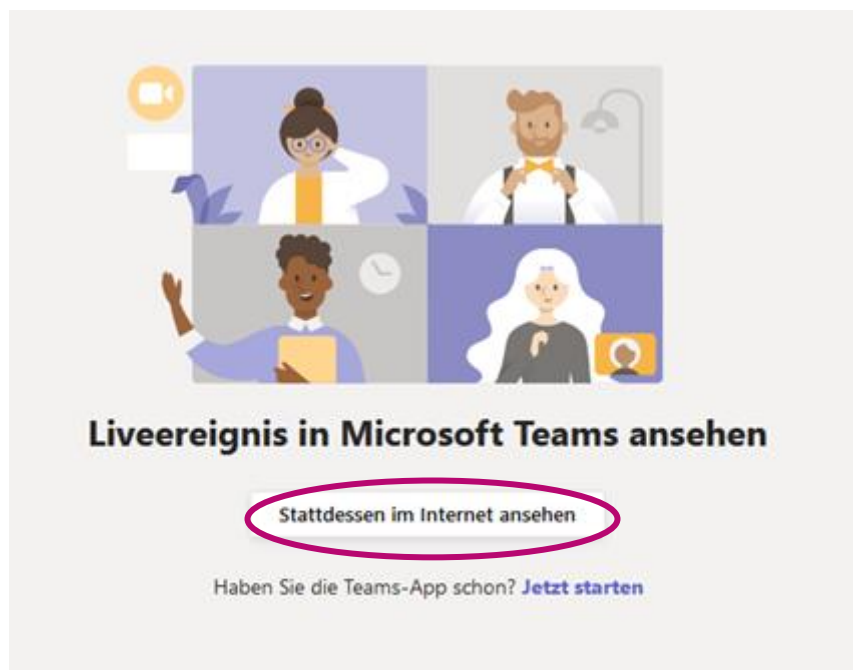 Liveereignis in Microsoft Teams ansehen
Stattdessen im Internet ansehen
Haben Sie die Teams-App schon? Jetzt starten